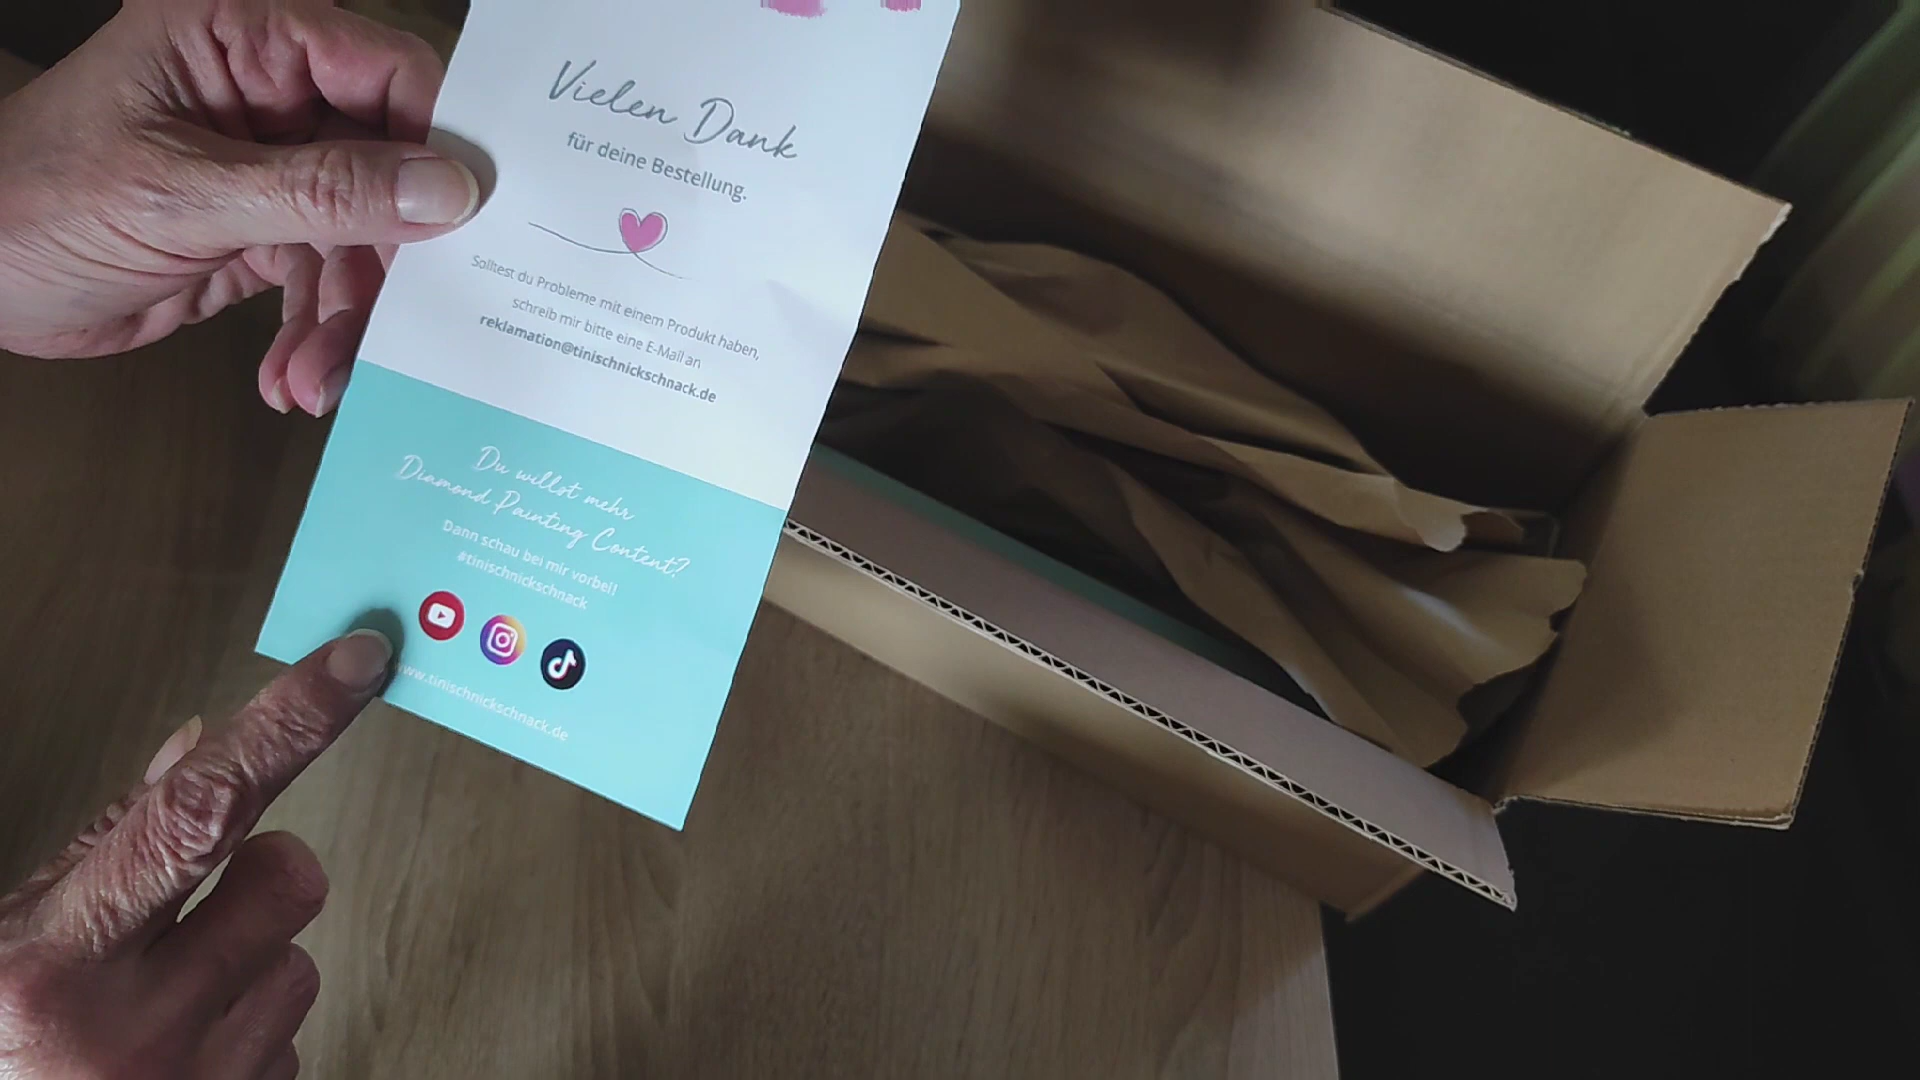 Vielen Dank
für deine Bestellung.
Solltest du Probleme mit einem Produkt haben,
schreib mir bitte eine E-Mail an
reklamation@tinischnickschnack.de
Du willst mehr
Diamond Painting Content?
Dann schau bei mir vorbei!
#tinischnickschnack
www.tinischnickschnack.de